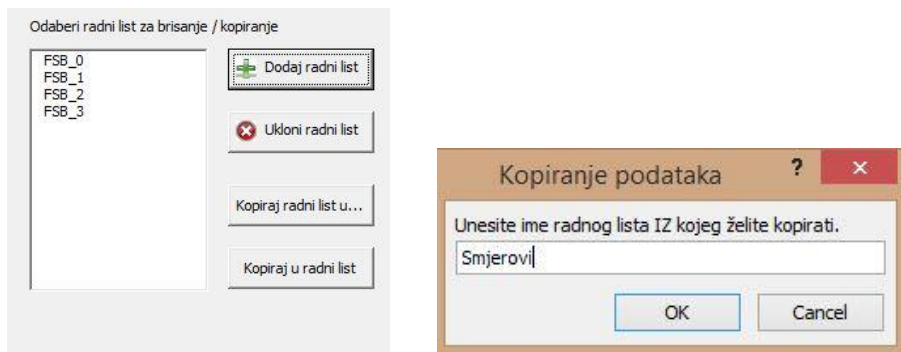 Odaberi radni list za brisanje / kopiranje
FSB_0
FSB_1
FSB_2
FSB_3
Dodaj radni list
Ukloni radni list
Kopiraj radni list u...
Kopiraj u radni list
Kopiranje podataka
?
×
Unesite ime radnog lista IZ kojeg želite kopirati.
Smjerovi
OK
Cancel